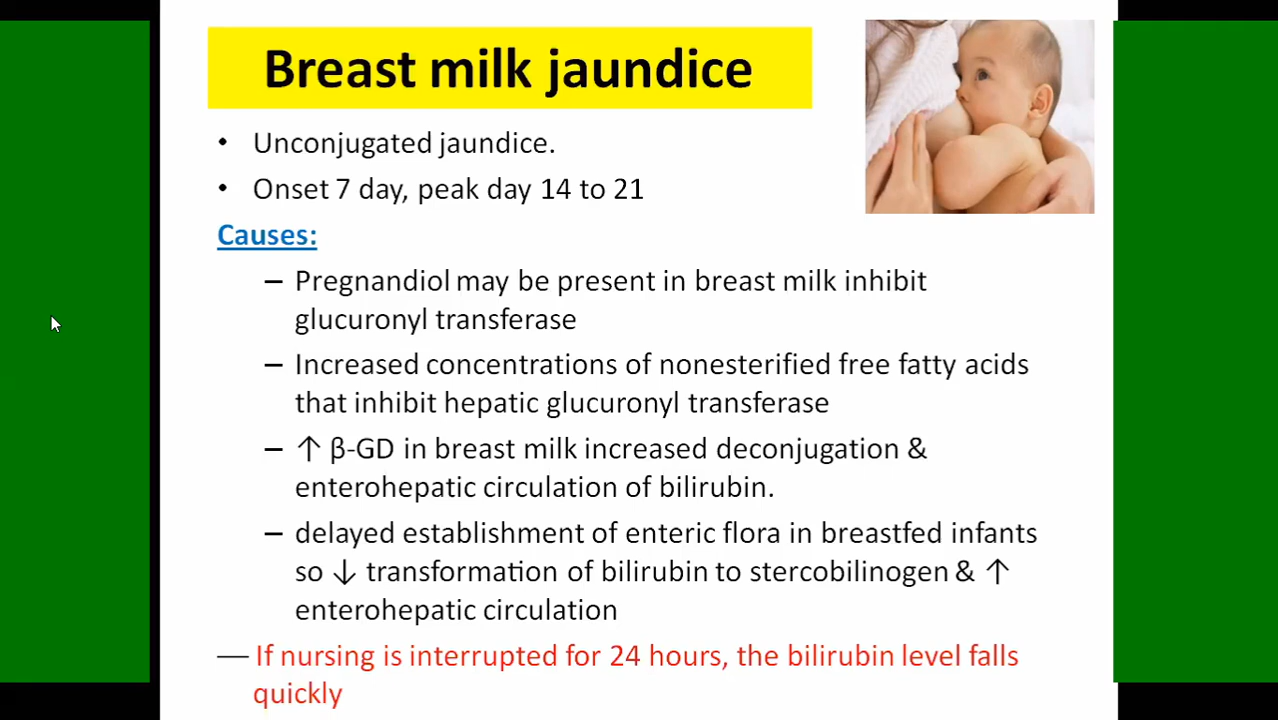 Breast milk jaundice
• Unconjugated jaundice.
• Onset 7 day, peak day 14 to 21
Causes:
– Pregnandiol may be present in breast milk inhibit
glucuronyl transferase
– Increased concentrations of nonesterified free fatty acids
that inhibit hepatic glucuronyl transferase
– ↑ β-GD in breast milk increased deconjugation &
enterohepatic circulation of bilirubin.
– delayed establishment of enteric flora in breastfed infants
so ↓ transformation of bilirubin to stercobilinogen & ↑
enterohepatic circulation
— If nursing is interrupted for 24 hours, the bilirubin level falls
quickly